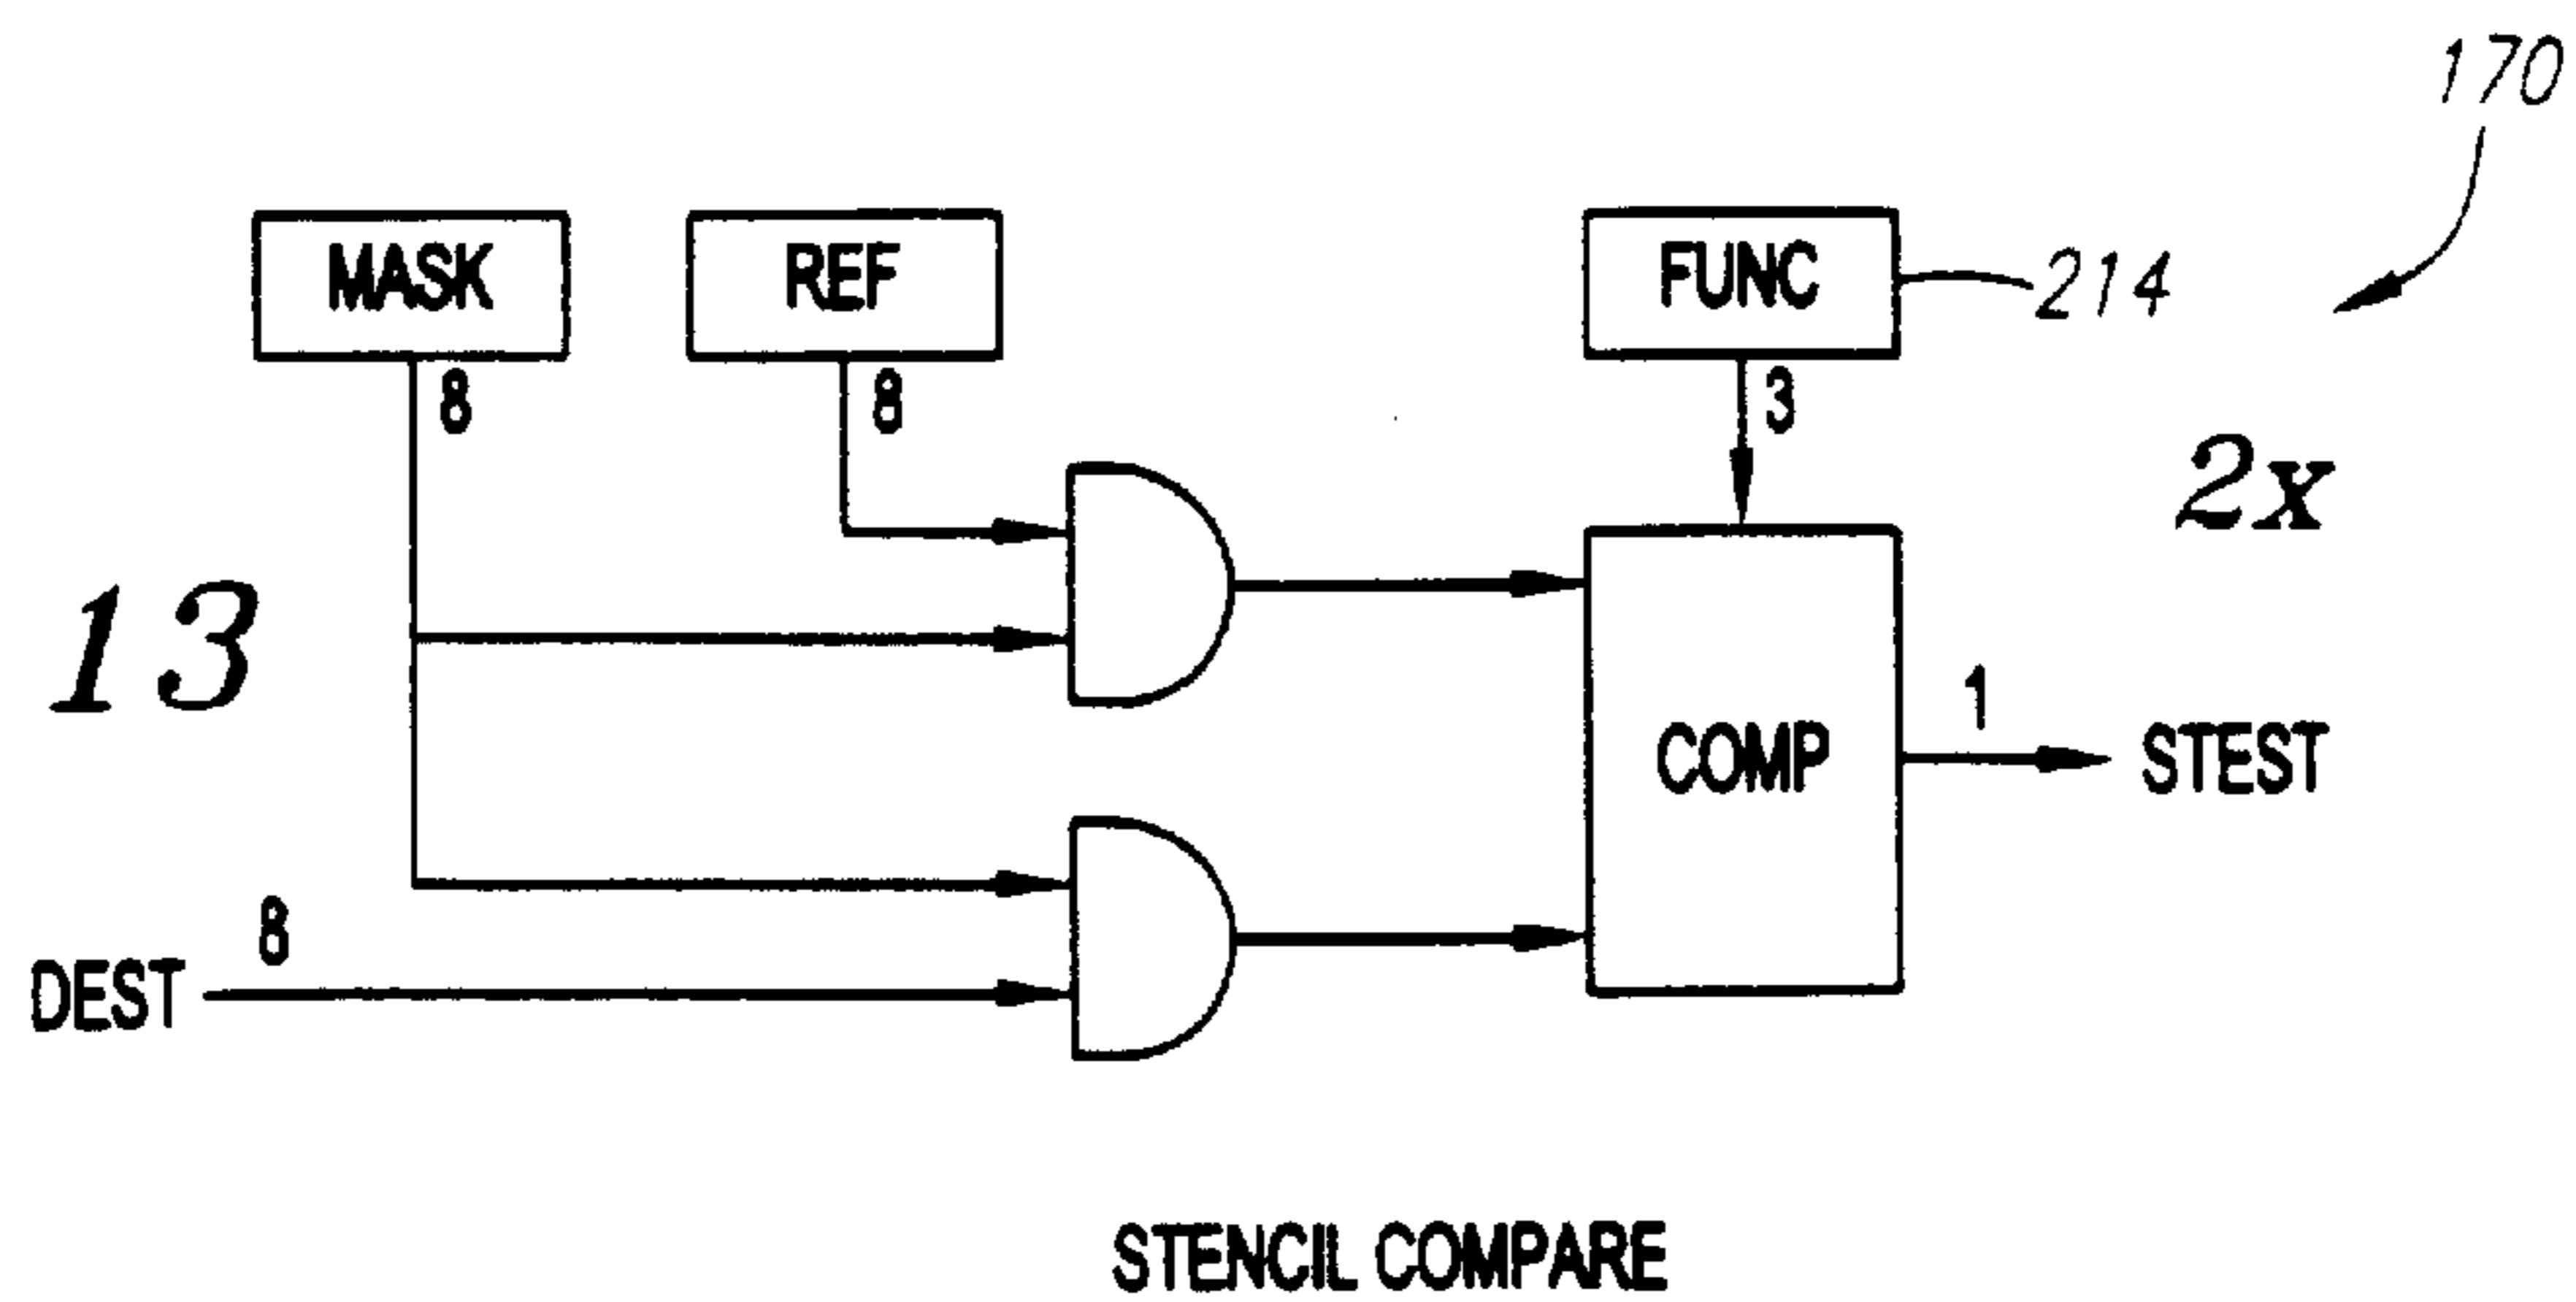 170
MASK
REF
FUNC
214
8
8
3
2x
13
1
COMP
STEST
8
DEST
STENCIL COMPARE